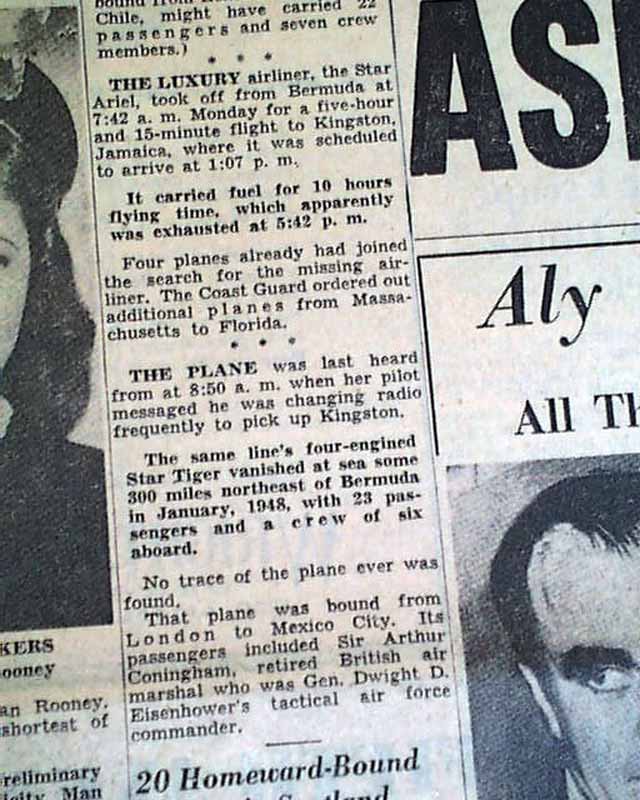 Chile, might have carried 22
passengers and seven crew
members.)
* * *
THE LUXURY airliner, the Star
Ariel, took off from Bermuda at
7:42 a. m. Monday for a five-hour
and 15-minute flight to Kingston,
Jamaica, where it was scheduled
to arrive at 1:07 p. m.
It carried fuel for 10 hours
flying time, which apparently
was exhausted at 5:42 p. m.
Four planes already had joined
the search for the missing air-
liner. The Coast Guard ordered out
additional planes from Massa-
chusetts to Florida.
* * *
THE PLANE was last heard
from at 8:50 a. m. when her pilot
messaged he was changing radio
frequently to pick up Kingston.
The same line's four-engined
Star Tiger vanished at sea some
300 miles northeast of Bermuda
in January, 1948, with 23 pas-
sengers and a crew of six
aboard.
No trace of the plane ever was
found.
That plane was bound from
London to Mexico City. Its
passengers included Sir Arthur
Coningham, retired British air
marshal who was Gen. Dwight D.
Eisenhower's tactical air force
commander.
20 Homeward-Bound
KERS
ooney
an Rooney,
shortest of
reliminary
icity Man
AS
Aly
All Th